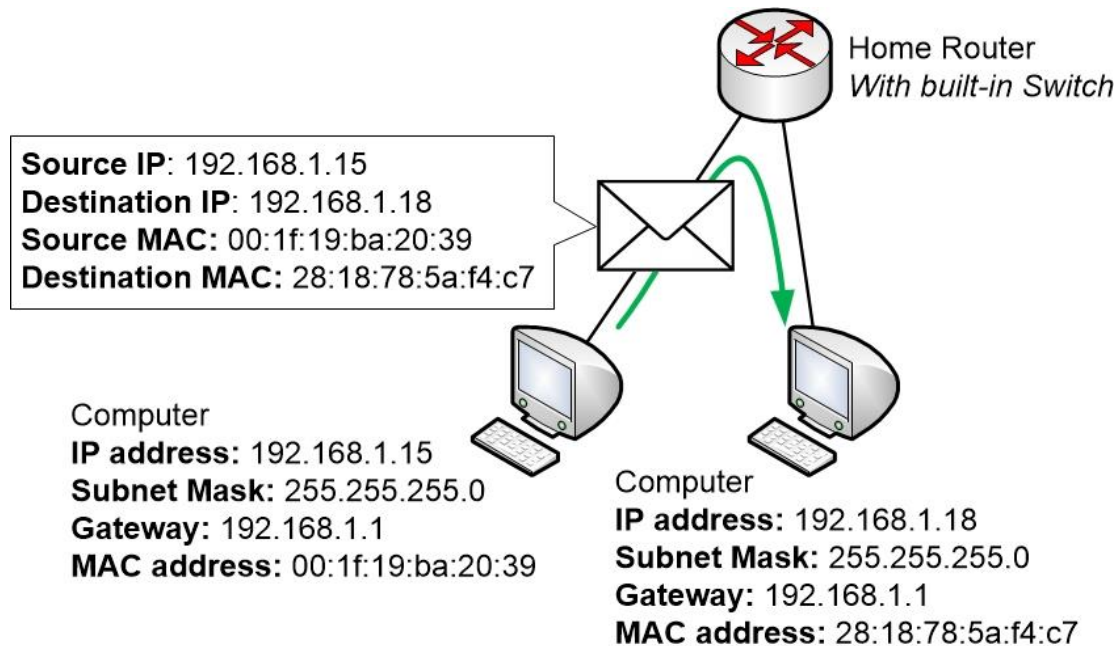 Home Router
With built-in Switch
Source IP: 192.168.1.15
Destination IP: 192.168.1.18
Source MAC: 00:1f:19:ba:20:39
Destination MAC: 28:18:78:5a:f4:c7
Computer
IP address: 192.168.1.15
Subnet Mask: 255.255.255.0
Gateway: 192.168.1.1
MAC address: 00:1f:19:ba:20:39
Computer
IP address: 192.168.1.18
Subnet Mask: 255.255.255.0
Gateway: 192.168.1.1
MAC address: 28:18:78:5a:f4:c7